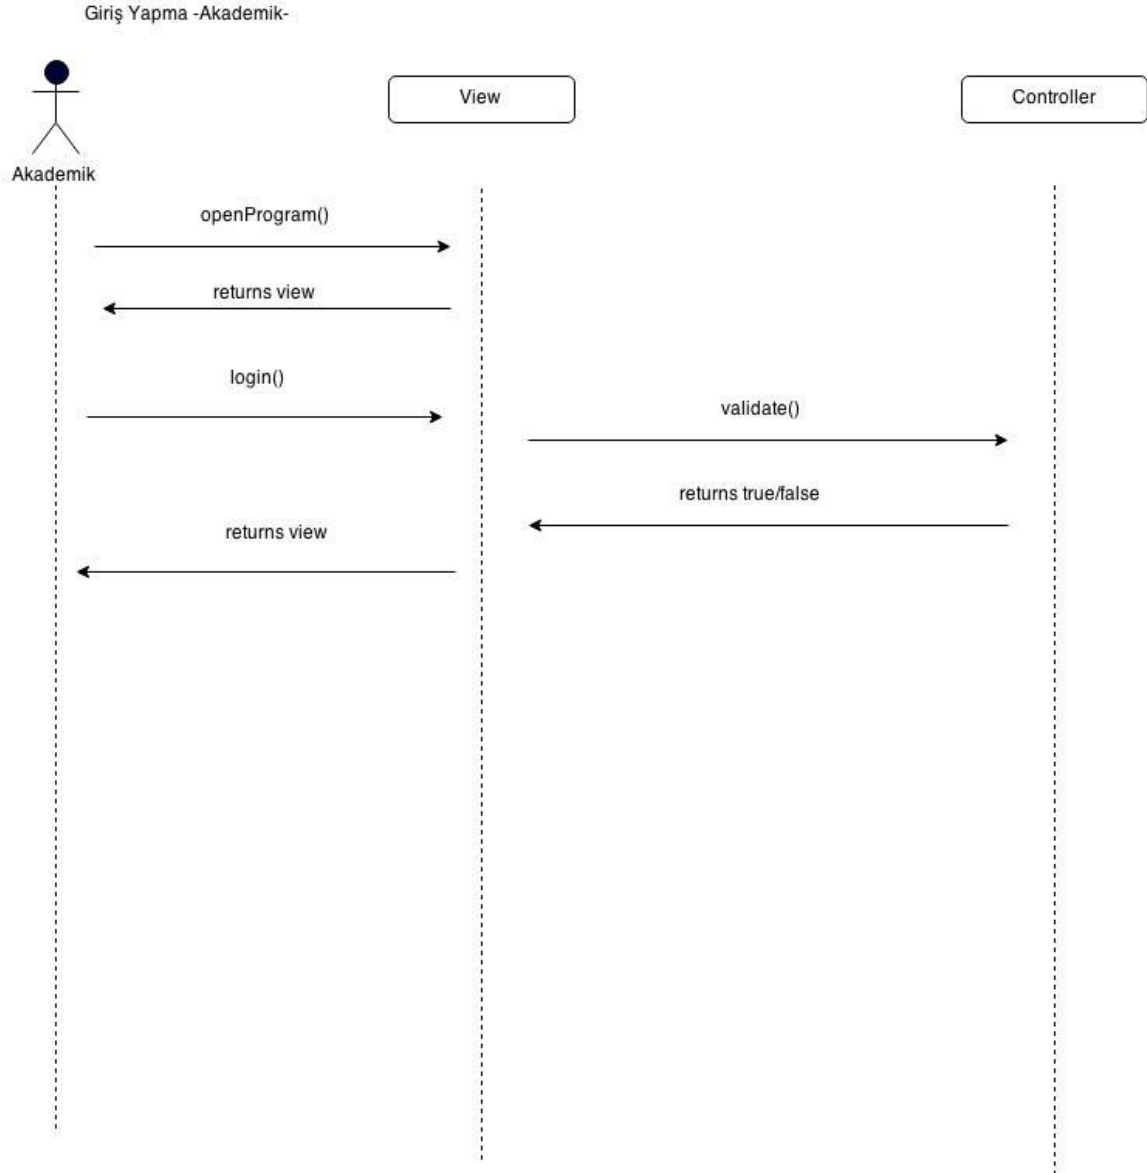 Giriş Yapma -Akademik-
View
Controller
Akademik
openProgram()
returns view
login()
validate()
returns true/false
returns view